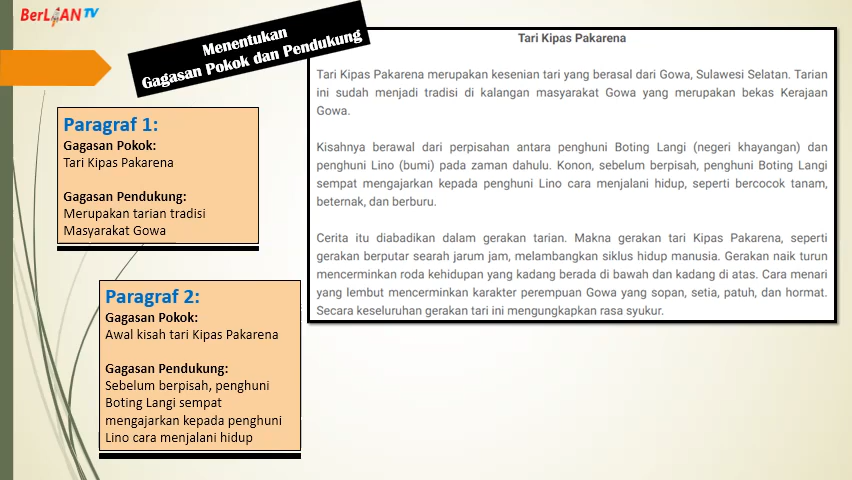 BerLIAN TV
Menentukan
Gagasan Pokok dan Pendukung
Paragraf 1:
Gagasan Pokok:
Tari Kipas Pakarena
Gagasan Pendukung:
Merupakan tarian tradisi
Masyarakat Gowa
Paragraf 2:
Gagasan Pokok:
Awal kisah tari Kipas Pakarena
Gagasan Pendukung:
Sebelum berpisah, penghuni
Boting Langi sempat
mengajarkan kepada penghuni
Lino cara menjalani hidup
Tari Kipas Pakarena
Tari Kipas Pakarena merupakan kesenian tari yang berasal dari Gowa, Sulawesi Selatan. Tarian
ini sudah menjadi tradisi di kalangan masyarakat Gowa yang merupakan bekas Kerajaan
Gowa.
Kisahnya berawal dari perpisahan antara penghuni Boting Langi (negeri khayangan) dan
penghuni Lino (bumi) pada zaman dahulu. Konon, sebelum berpisah, penghuni Boting Langi
sempat mengajarkan kepada penghuni Lino cara menjalani hidup, seperti bercocok tanam,
beternak, dan berburu.
Cerita itu diabadikan dalam gerakan tarian. Makna gerakan tari Kipas Pakarena, seperti
gerakan berputar searah jarum jam, melambangkan siklus hidup manusia. Gerakan naik turun
mencerminkan roda kehidupan yang kadang berada di bawah dan kadang di atas. Cara menari
yang lembut mencerminkan karakter perempuan Gowa yang sopan, setia, patuh, dan hormat.
Secara keseluruhan gerakan tari ini mengungkapkan rasa syukur.